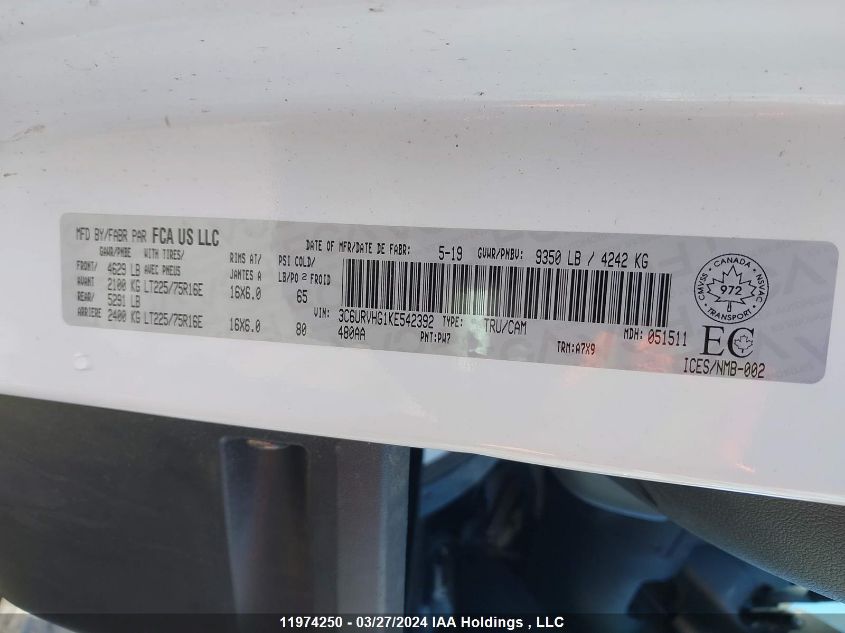 MFD BY/FABR PAR FCA US LLC
DATE OF MFR/DATE DE FABR: 5-19 GVWR/PNBV: 9350 LB / 4242 KG
GAWR/PNBE WITH TIRES/ RIMS AT/ PSI COLD/
FRONT/ 4629 LB AVEC PNEUS JANTES A LB/PO2 FROID
AVANT 2100 KG LT225/75R16E 16X6.0 65
REAR/ 5291 LB
ARRIERE 2400 KG LT225/75R16E 16X6.0 80
VIN: 3C6URVHG1KE542392 TYPE: TRU/CAM MDH: 051511
480AA PNT:PW7 TRM:A7X9
CANADA
CMVSS NSVAC
972
TRANSPORT
EC
ICES/NMB-002
11974250 - 03/27/2024 IAA Holdings , LLC